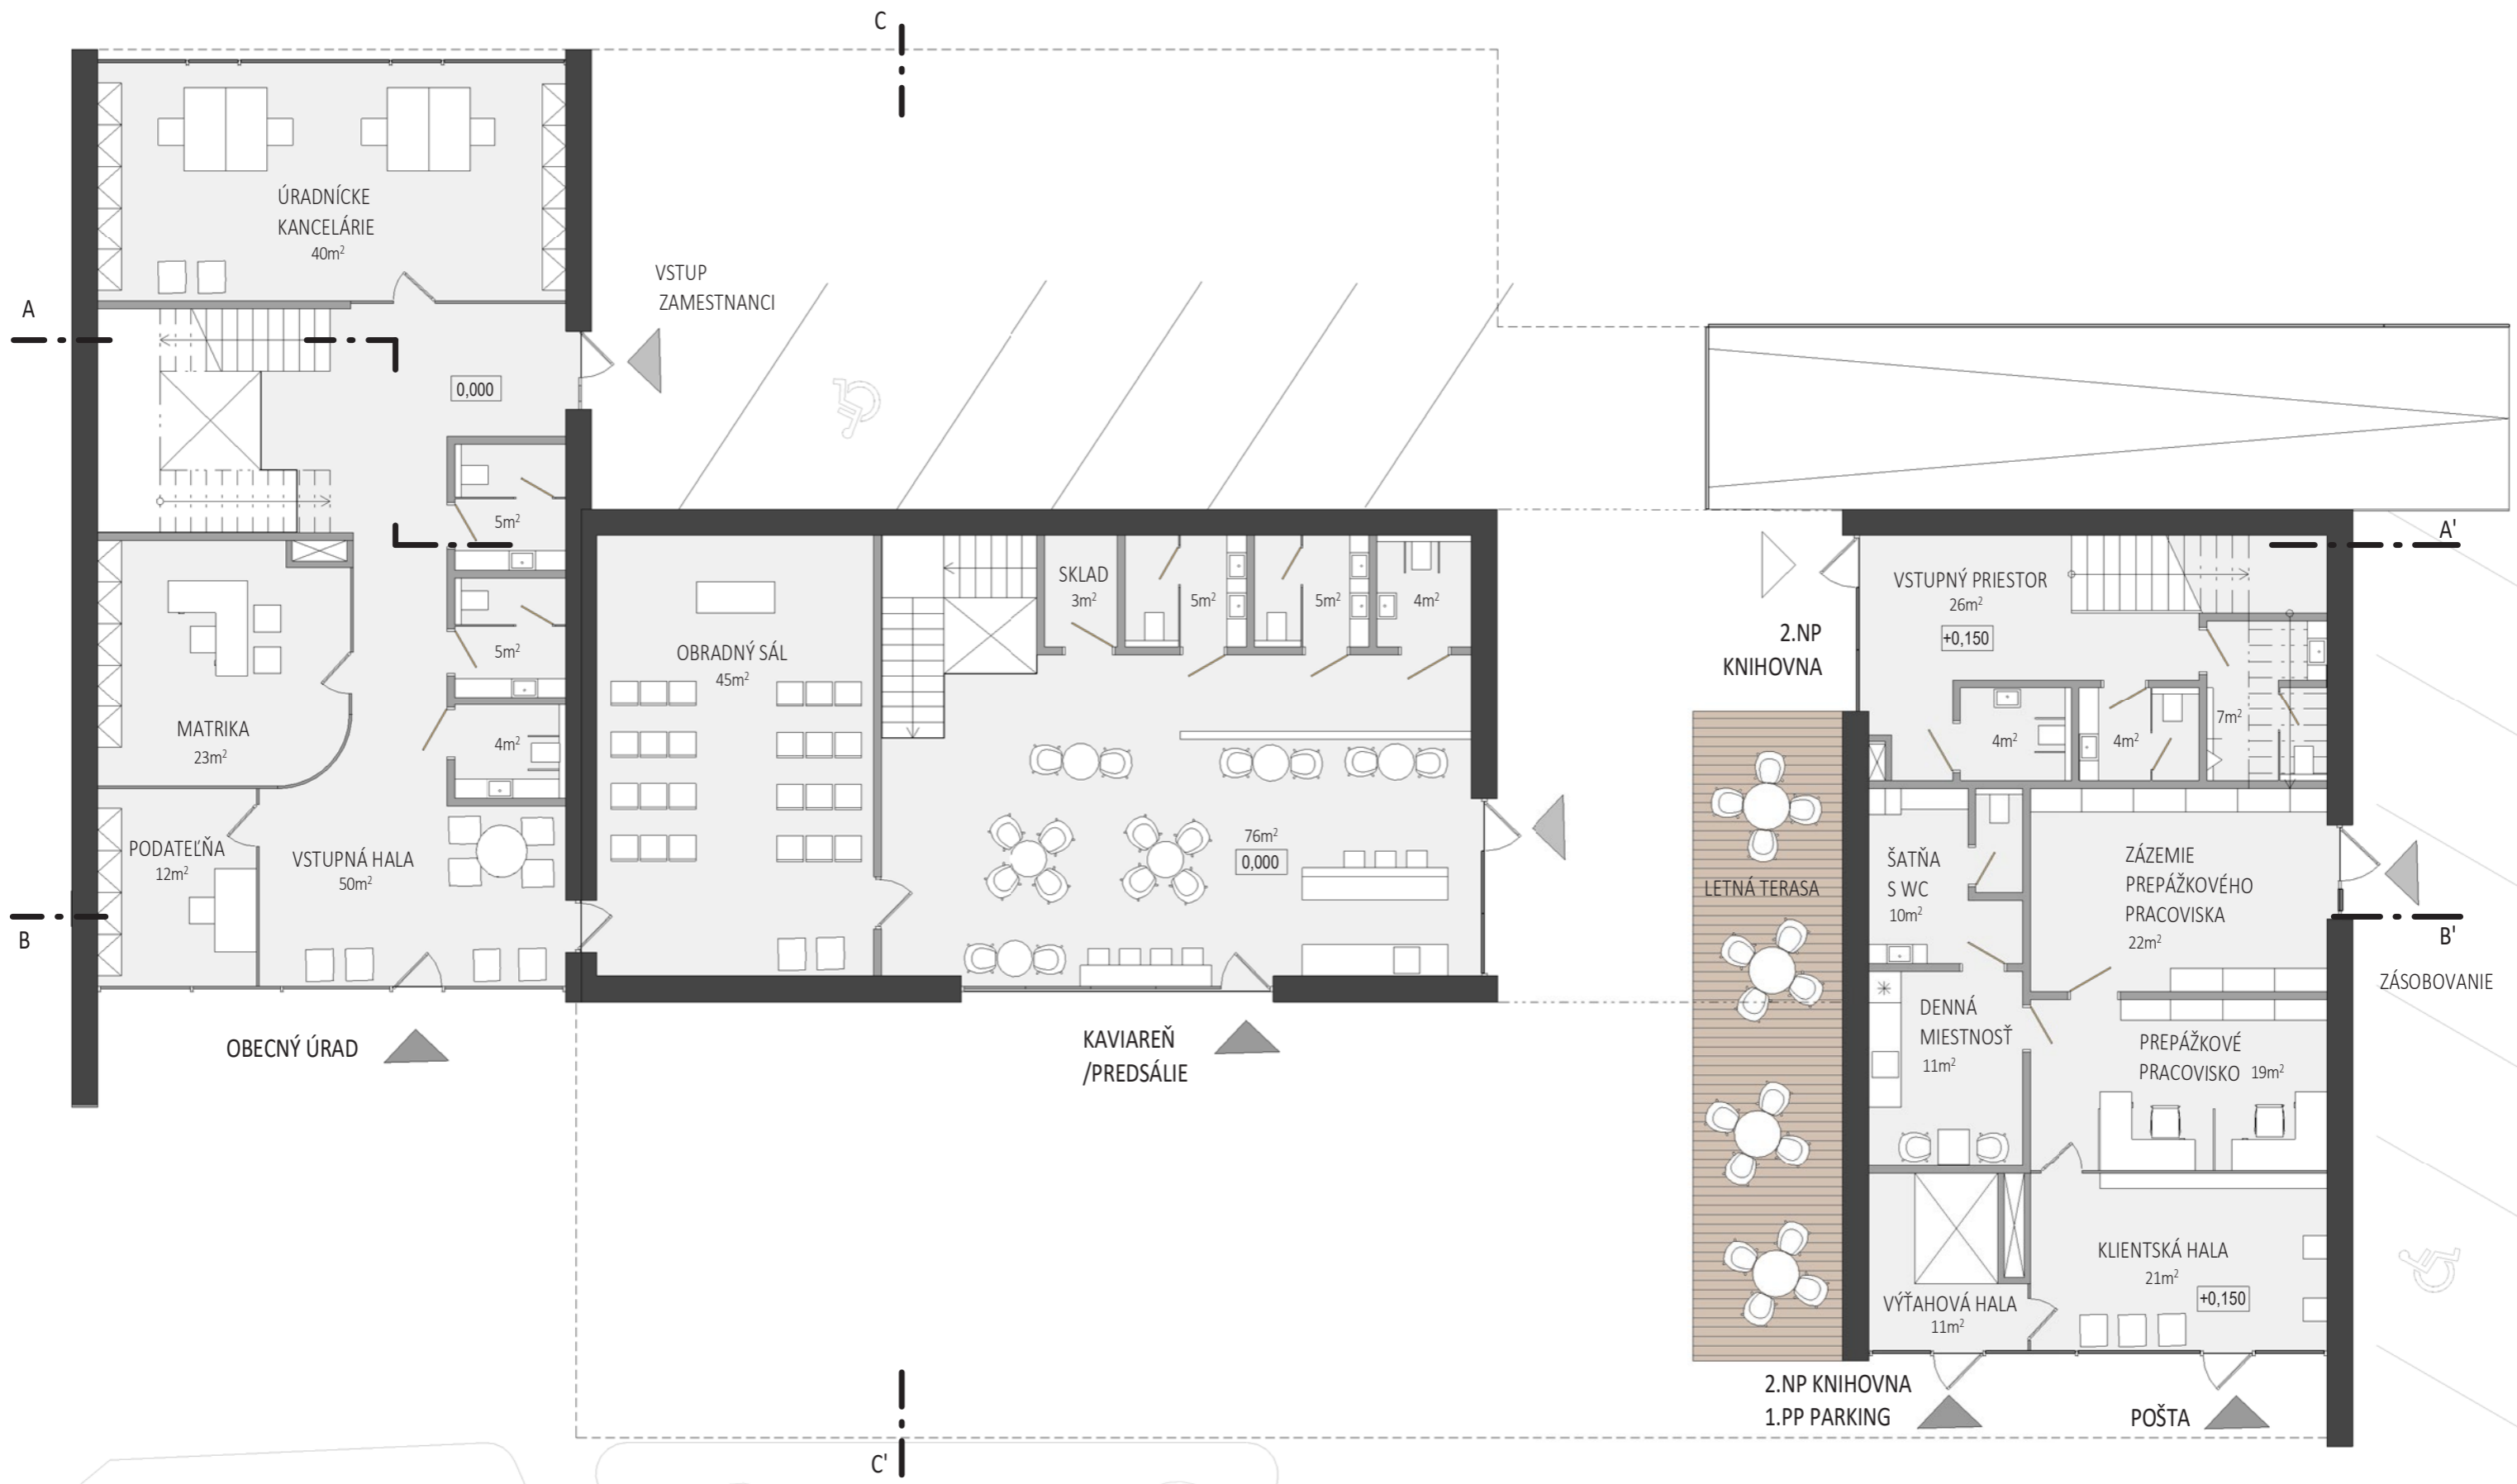 C
ÚRADNÍCKE
KANCELÁRIE
40m²
VSTUP
ZAMESTNANCI
A
0,000
5m²
5m²
4m²
MATRIKA
23m²
PODATEĽŇA
12m²
VSTUPNÁ HALA
50m²
B
OBECNÝ ÚRAD
OBRADNÝ SÁL
45m²
SKLAD
3m²
5m²
5m²
4m²
76m²
0,000
KAVIAREŇ
/PREDSÁLIE
2.NP
KNIHOVNA
VSTUPNÝ PRIESTOR
26m²
+0,150
A'
4m²
4m²
7m²
LETNÁ TERASA
ŠATŇA
S WC
10m²
ZÁZEMIE
PREPÁŽKOVÉHO
PRACOVISKA
22m²
B'
ZÁSOBOVANIE
DENNÁ
MIESTNOSŤ
11m²
PREPÁŽKOVÉ
PRACOVISKO 19m²
KLIENTSKÁ HALA
21m²
+0,150
VÝŤAHOVÁ HALA
11m²
2.NP KNIHOVNA
1.PP PARKING
POŠTA
C'